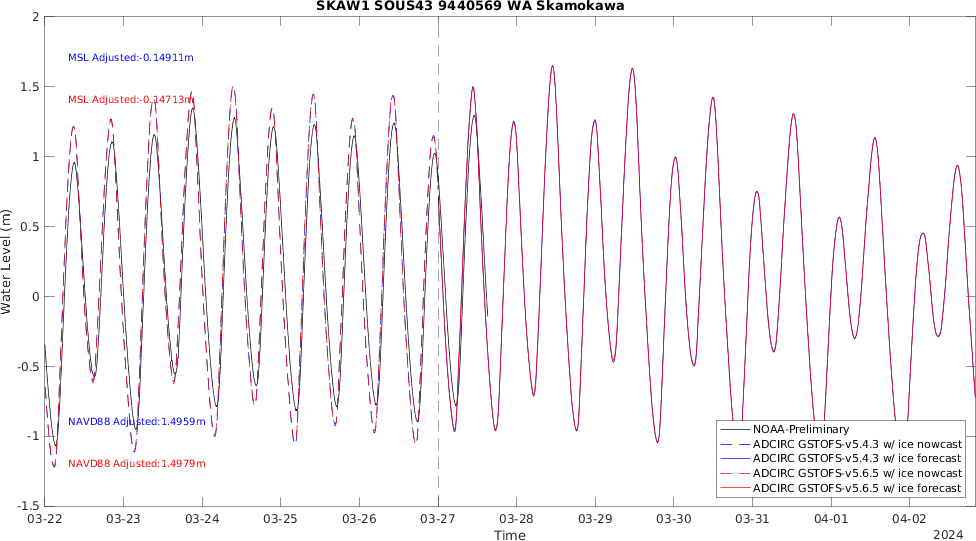 SKAW1 SOUS43 9440569 WA Skamokawa
2
1.5
1
0.5
0
-0.5
-1
-1.5
Water Level (m)
MSL Adjusted:-0.14911m
MSL Adjusted:-0.14713m
NAVD88 Adjusted:1.4959m
NAVD88 Adjusted:1.4979m
NOAA-Preliminary
ADCIRC GSTOFS-v5.4.3 w/ ice nowcast
ADCIRC GSTOFS-v5.4.3 w/ ice forecast
ADCIRC GSTOFS-v5.6.5 w/ ice nowcast
ADCIRC GSTOFS-v5.6.5 w/ ice forecast
03-22 03-23 03-24 03-25 03-26 03-27 03-28 03-29 03-30 03-31 04-01 04-02
Time
2024